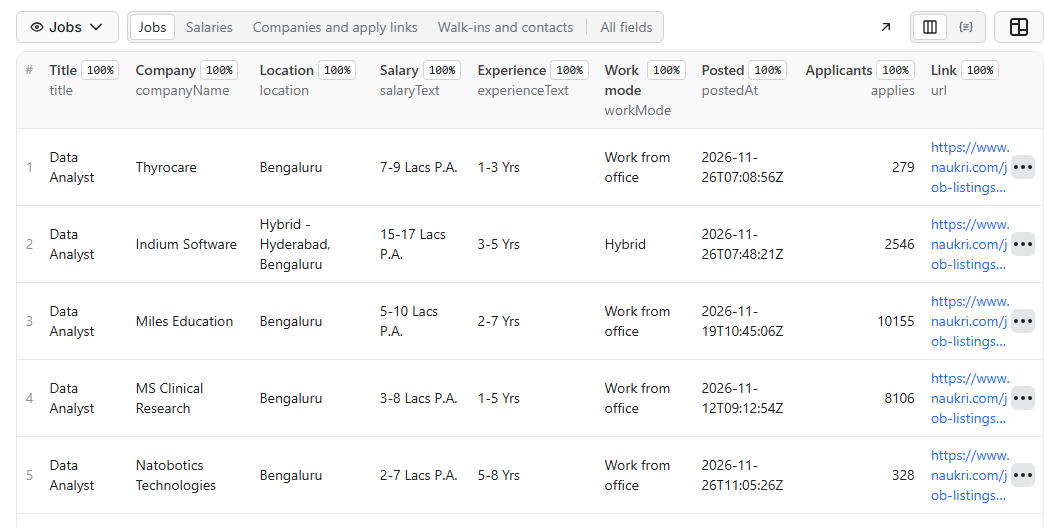 Jobs
Jobs Salaries Companies and apply links Walk-ins and contacts All fields
# Title 100% Company 100% Location 100% Salary 100% Experience 100% Work mode 100% Posted 100% Applicants 100% Link 100%
title companyName location salaryText experienceText workMode postedAt applies url
1 Data Analyst Thyrocare Bengaluru 7-9 Lacs P.A. 1-3 Yrs Work from office 2026-11-26T07:08:56Z 279 https://www.naukri.com/job-listings...
2 Data Analyst Indium Software Hybrid - Hyderabad, Bengaluru 15-17 Lacs P.A. 3-5 Yrs Hybrid 2026-11-26T07:48:21Z 2546 https://www.naukri.com/job-listings...
3 Data Analyst Miles Education Bengaluru 5-10 Lacs P.A. 2-7 Yrs Work from office 2026-11-19T10:45:06Z 10155 https://www.naukri.com/job-listings...
4 Data Analyst MS Clinical Research Bengaluru 3-8 Lacs P.A. 1-5 Yrs Work from office 2026-11-12T09:12:54Z 8106 https://www.naukri.com/job-listings...
5 Data Analyst Natobotics Technologies Bengaluru 2-7 Lacs P.A. 5-8 Yrs Work from office 2026-11-26T11:05:26Z 328 https://www.naukri.com/job-listings...